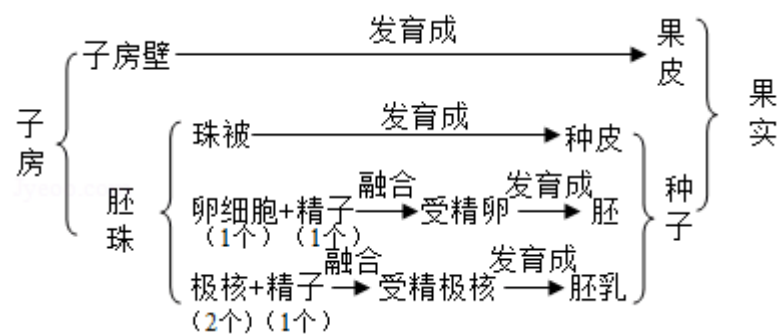 子房
子房壁
发育成
果皮
果实
胚珠
珠被
发育成
种皮
种子
卵细胞+精子
融合
受精卵
发育成
胚
（1个）（1个）
极核+精子
融合
受精极核
发育成
胚乳
（2个）（1个）